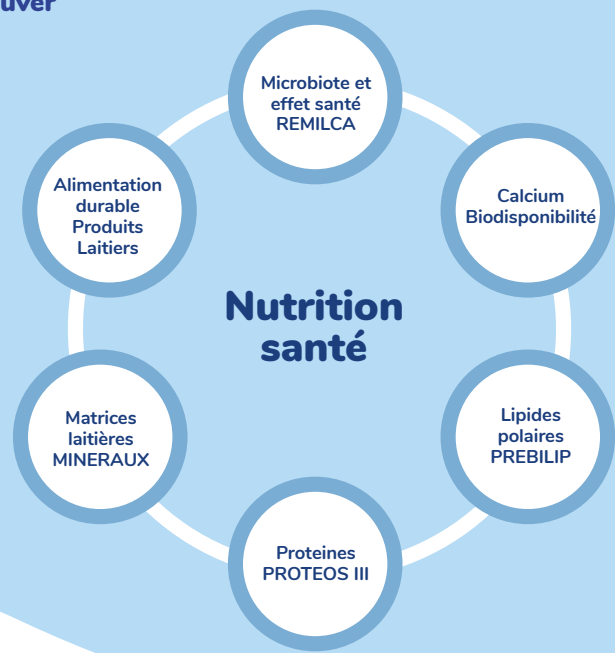 uver
Microbiote et
effet santé
REMILCA
Calcium
Biodisponibilité
Lipides
polaires
PREBILIP
Proteines
PROTEOS III
Matrices
laitières
MINERAUX
Alimentation
durable
Produits
Laitiers
Nutrition
santé